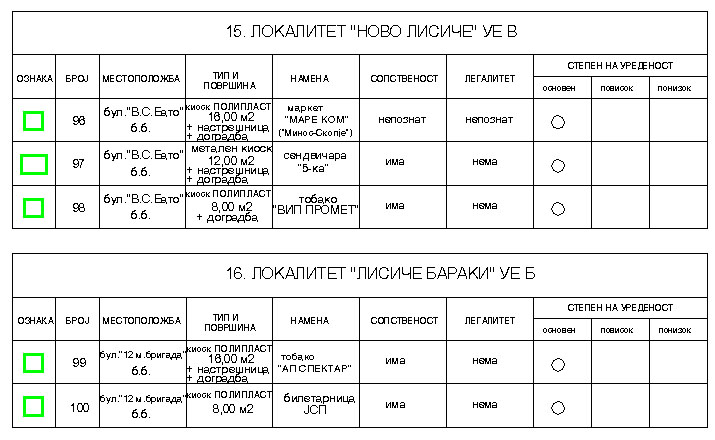 15. ЛОКАЛИТЕТ "НОВО ЛИСИЧЕ" УЕ В
ОЗНАКА БРОЈ МЕСТОПОЛОЖБА ТИП И ПОВРШИНА НАМЕНА СОПСТВЕНОСТ ЛЕГАЛИТЕТ СТЕПЕН НА УРЕДЕНОСТ
основен повисок понизок
96 бул."В.С.Бато" б.б. киоск ПОЛИПЛАСТ 16,00 м2 + настрешница + доградба маркет "МАРЕ КОМ" ("Минос-Скопје") непознат непознат
97 бул."В.С.Бато" б.б. метален киоск 12,00 м2 + настрешница + доградба сендвичара "5-ка" има нема
98 бул."В.С.Бато" б.б. киоск ПОЛИПЛАСТ 8,00 м2 + доградба тобако "ВИП ПРОМЕТ" има нема
16. ЛОКАЛИТЕТ "ЛИСИЧЕ БАРАКИ" УЕ Б
ОЗНАКА БРОЈ МЕСТОПОЛОЖБА ТИП И ПОВРШИНА НАМЕНА СОПСТВЕНОСТ ЛЕГАЛИТЕТ СТЕПЕН НА УРЕДЕНОСТ
основен повисок понизок
99 бул."12 м.бригада" б.б. киоск ПОЛИПЛАСТ 16,00 м2 + настрешница + доградба тобако "АП СПЕКТАР" има нема
100 бул."12 м.бригада" б.б. киоск ПОЛИПЛАСТ 8,00 м2 билетарница ЈСП има нема